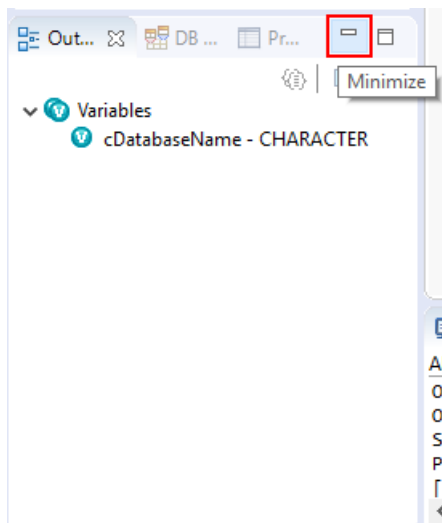 Out... DB ... Pr...
Minimize
Variables
cDatabaseName - CHARACTER
A
0
0
S
P